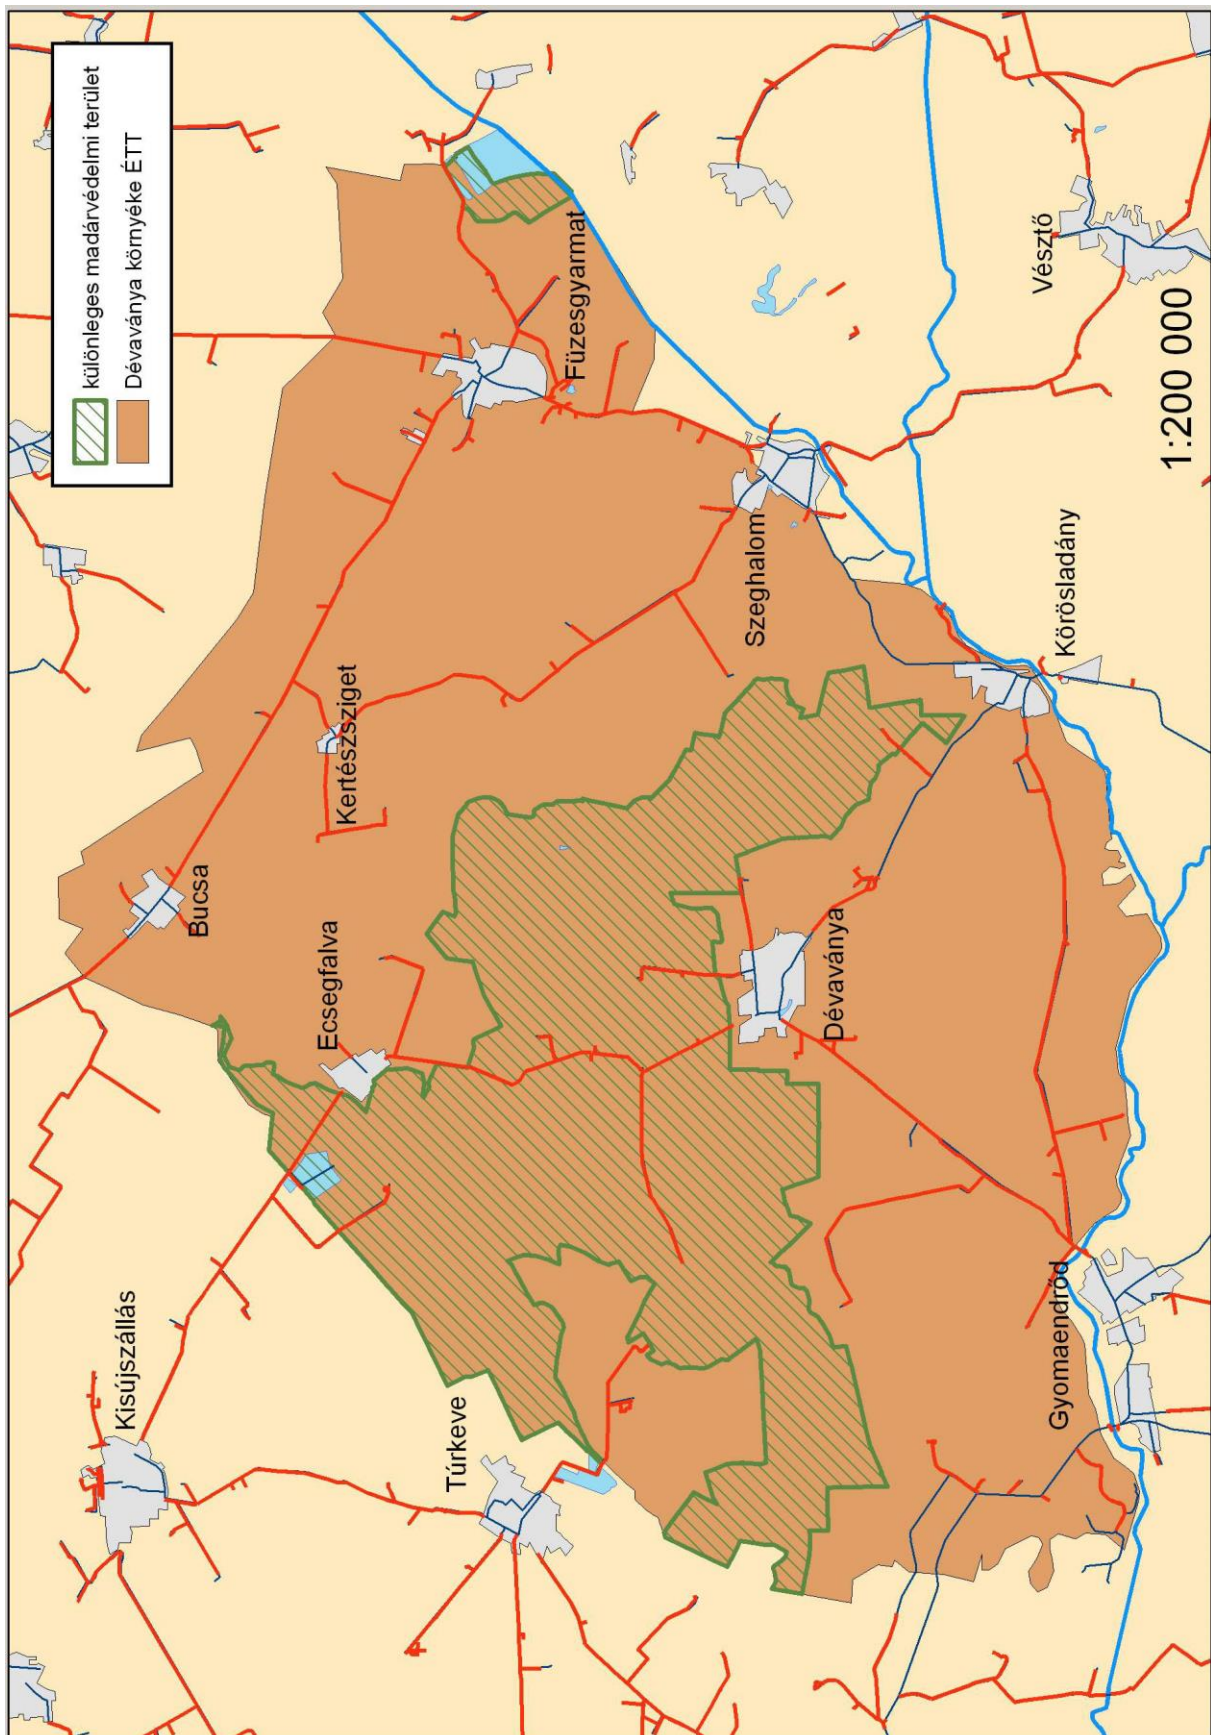 különleges madárvédelmi terület
Dévaványa környéke ÉTT
Kisújszállás
Túrkeve
Bucsa
Ecsegfalva
Kertészsziget
Füzesgyarmat
Szeghalom
Dévaványa
Gyomaendrőd
Körösladány
Vésztő
1:200 000